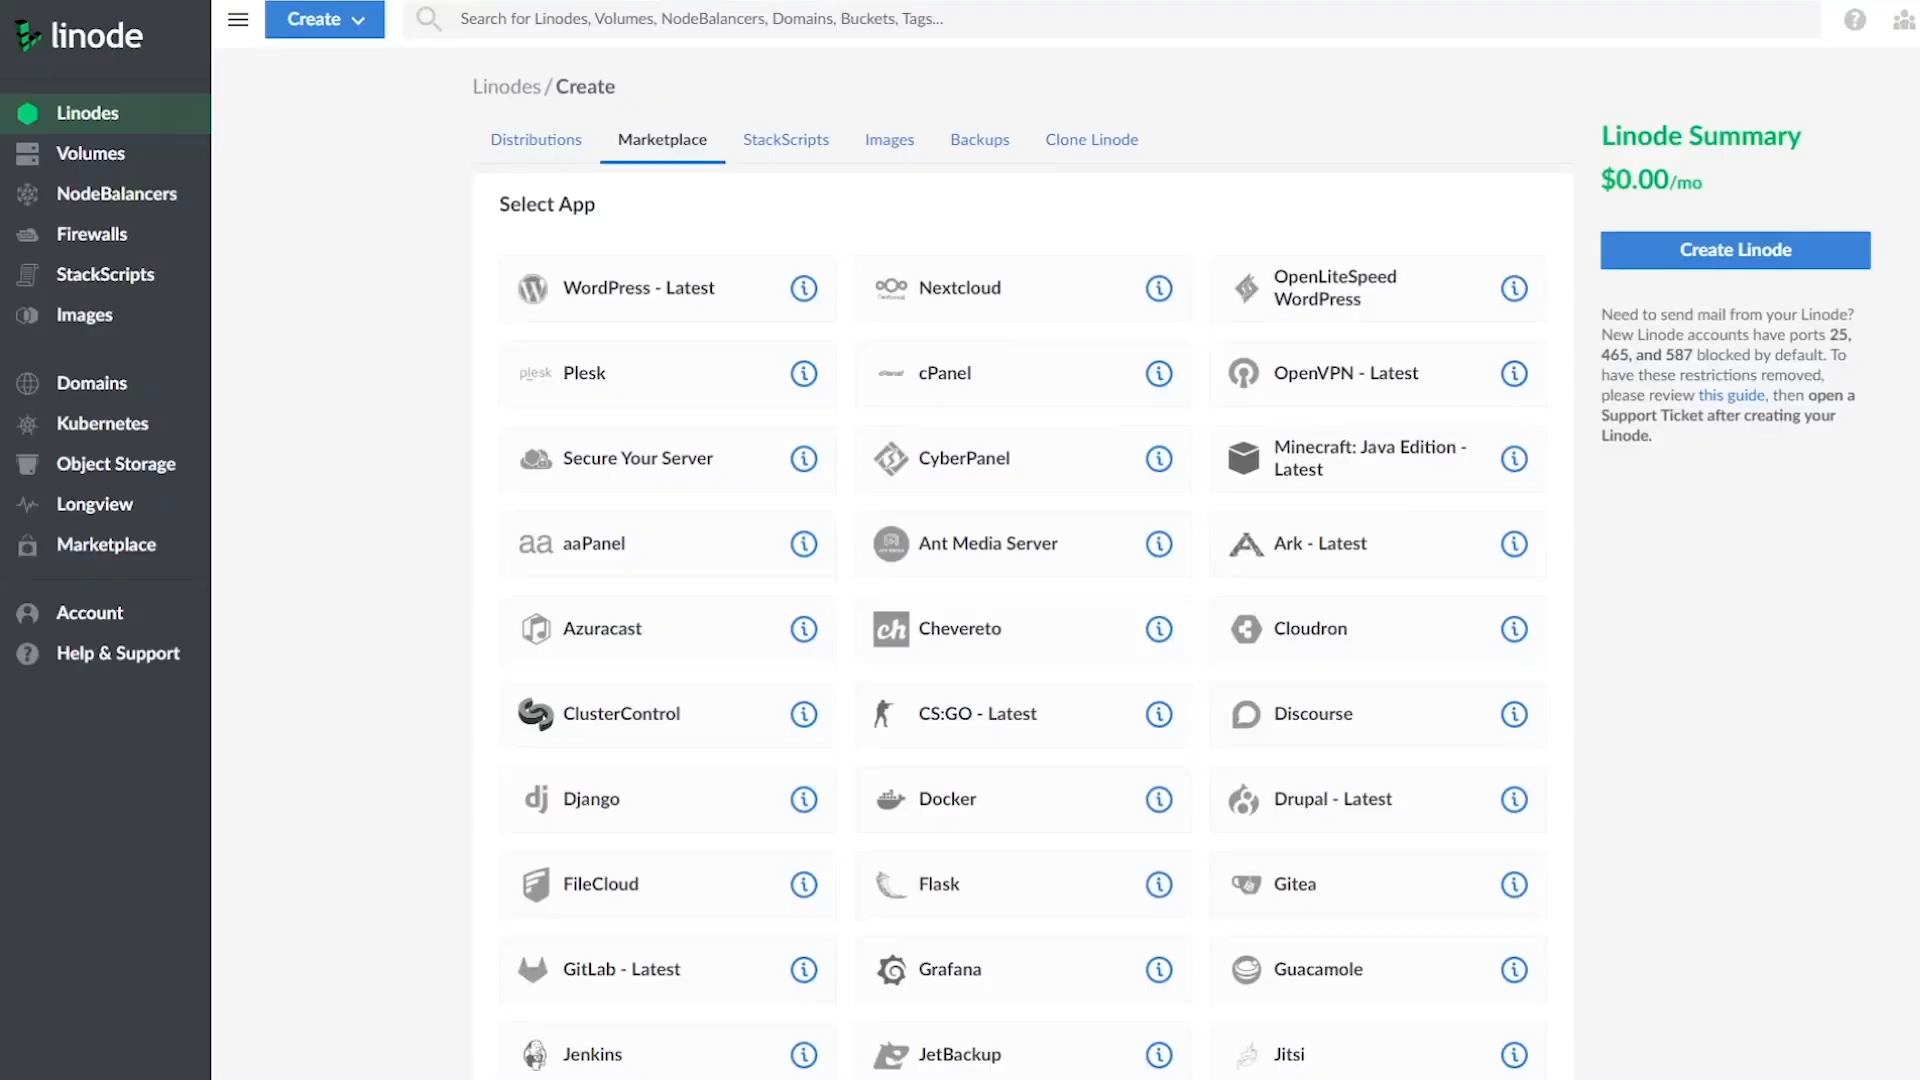 linode
Create
Search for Linodes, Volumes, NodeBalancers, Domains, Buckets, Tags...
Linodes
Volumes
NodeBalancers
Firewalls
StackScripts
Images
Domains
Kubernetes
Object Storage
Longview
Marketplace
Account
Help & Support
Linodes / Create
Distributions
Marketplace
StackScripts
Images
Backups
Clone Linode
Select App
WordPress - Latest
Nextcloud
OpenLiteSpeed
WordPress
plesk Plesk
cPanel
OpenVPN - Latest
Secure Your Server
CyberPanel
Minecraft: Java Edition -
Latest
aa aaPanel
Ant Media Server
Ark - Latest
Azuracast
ch Chevereto
Cloudron
ClusterControl
CS:GO - Latest
Discourse
dj Django
Docker
Drupal - Latest
FileCloud
Flask
Gitea
GitLab - Latest
Grafana
Guacamole
Jenkins
JetBackup
Jitsi
Linode Summary
$0.00/mo
Create Linode
Need to send mail from your Linode?
New Linode accounts have ports 25,
465, and 587 blocked by default. To
have these restrictions removed,
please review this guide, then open a
Support Ticket after creating your
Linode.